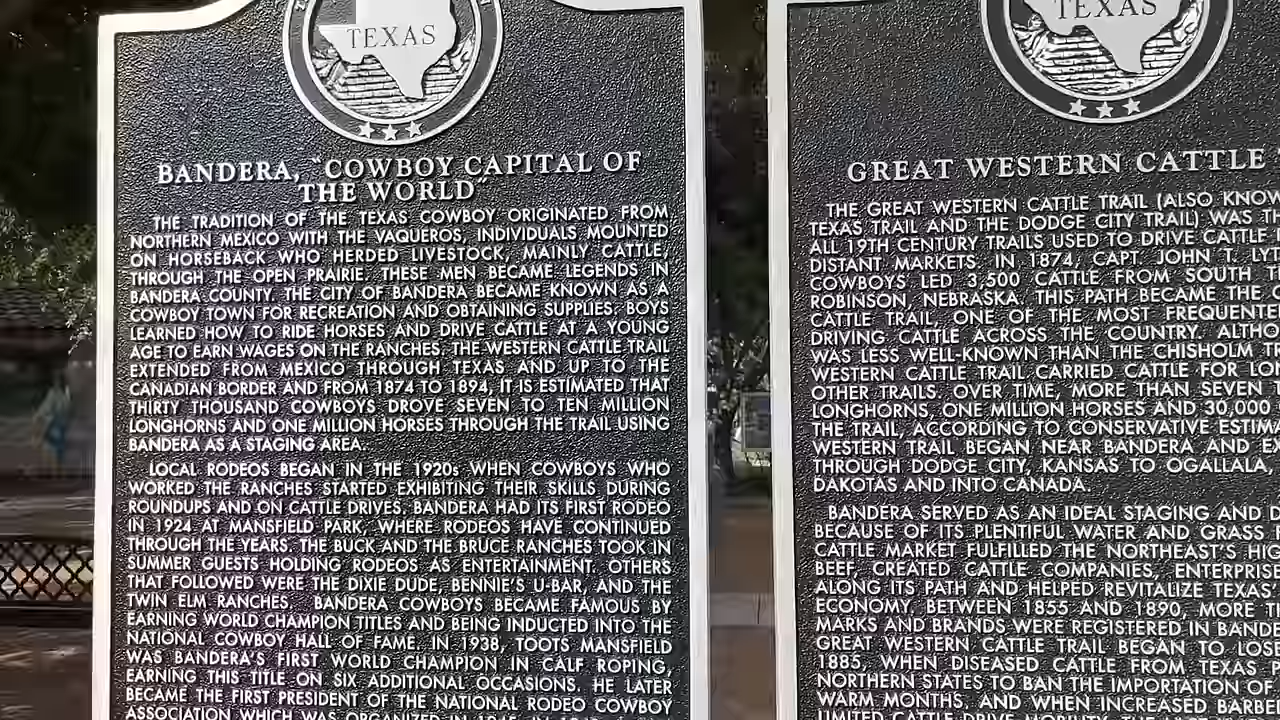 TEXAS
BANDERA, "COWBOY CAPITAL OF
THE WORLD"
THE TRADITION OF THE TEXAS COWBOY ORIGINATED FROM
NORTHERN MEXICO WITH THE VAQUEROS, INDIVIDUALS MOUNTED
ON HORSEBACK WHO HERDED LIVESTOCK, MAINLY CATTLE,
THROUGH THE OPEN PRAIRIE. THESE MEN BECAME LEGENDS IN
BANDERA COUNTY. THE CITY OF BANDERA BECAME KNOWN AS A
COWBOY TOWN FOR RECREATION AND OBTAINING SUPPLIES; BOYS
LEARNED HOW TO RIDE HORSES AND DRIVE CATTLE AT A YOUNG
AGE TO EARN WAGES ON THE RANCHES. THE WESTERN CATTLE TRAIL
EXTENDED FROM MEXICO THROUGH TEXAS AND UP TO THE
CANADIAN BORDER AND FROM 1874 TO 1894, IT IS ESTIMATED THAT
THIRTY THOUSAND COWBOYS DROVE SEVEN TO TEN MILLION
LONGHORNS AND ONE MILLION HORSES THROUGH THE TRAIL USING
BANDERA AS A STAGING AREA.
LOCAL RODEOS BEGAN IN THE 1920s WHEN COWBOYS WHO
WORKED THE RANCHES STARTED EXHIBITING THEIR SKILLS DURING
ROUNDUPS AND ON CATTLE DRIVES. BANDERA HAD ITS FIRST RODEO
IN 1924 AT MANSFIELD PARK, WHERE RODEOS HAVE CONTINUED
THROUGH THE YEARS. THE BUCK AND THE BRUCE RANCHES TOOK IN
SUMMER GUESTS HOLDING RODEOS AS ENTERTAINMENT. OTHERS
THAT FOLLOWED WERE THE DIXIE DUDE, BENNIE'S U-BAR, AND THE
TWIN ELM RANCHES. BANDERA COWBOYS BECAME FAMOUS BY
EARNING WORLD CHAMPION TITLES AND BEING INDUCTED INTO THE
NATIONAL COWBOY HALL OF FAME. IN 1938, TOOTS MANSFIELD
WAS BANDERA'S FIRST WORLD CHAMPION IN CALF ROPING,
EARNING THIS TITLE ON SIX ADDITIONAL OCCASIONS. HE LATER
BECAME THE FIRST PRESIDENT OF THE NATIONAL RODEO COWBOY
ASSOCIATION WHICH WAS ORGANIZED IN
TEXAS
GREAT WESTERN CATTLE
THE GREAT WESTERN CATTLE TRAIL (ALSO KNOW
TEXAS TRAIL AND THE DODGE CITY TRAIL) WAS
ALL 19TH CENTURY TRAILS USED TO DRIVE CATTLE
DISTANT MARKETS. IN 1874, CAPT. JOHN T. LYT
COWBOYS LED 3,500 CATTLE FROM SOUTH T
ROBINSON, NEBRASKA. THIS PATH BECAME THE
CATTLE TRAIL, ONE OF THE MOST FREQUENTE
DRIVING CATTLE ACROSS THE COUNTRY. ALTHO
WAS LESS WELL-KNOWN THAN THE CHISHOLM TR
WESTERN CATTLE TRAIL CARRIED CATTLE FOR LON
OTHER TRAILS. OVER TIME, MORE THAN SEVEN
LONGHORNS, ONE MILLION HORSES AND 30,000
THE TRAIL, ACCORDING TO CONSERVATIVE ESTIMA
WESTERN TRAIL BEGAN NEAR BANDERA AND EX
THROUGH DODGE CITY, KANSAS TO OGALLALA,
DAKOTAS AND INTO CANADA.
BANDERA SERVED AS AN IDEAL STAGING AND D
BECAUSE OF ITS PLENTIFUL WATER AND GRASS
CATTLE MARKET FULFILLED THE NORTHEAST'S HIG
BEEF, CREATED CATTLE COMPANIES, ENTERPRISE
ALONG ITS PATH AND HELPED REVITALIZE TEXAS'
ECONOMY. BETWEEN 1855 AND 1890, MORE T
MARKS AND BRANDS WERE REGISTERED IN BANDE
GREAT WESTERN CATTLE TRAIL BEGAN TO LOSE
1885, WHEN DISEASED CATTLE FROM TEXAS
NORTHERN STATES TO BAN THE IMPORTATION OF
WARM MONTHS, AND WHEN INCREASED BARBE
LIMITED CATTLE DRIVE